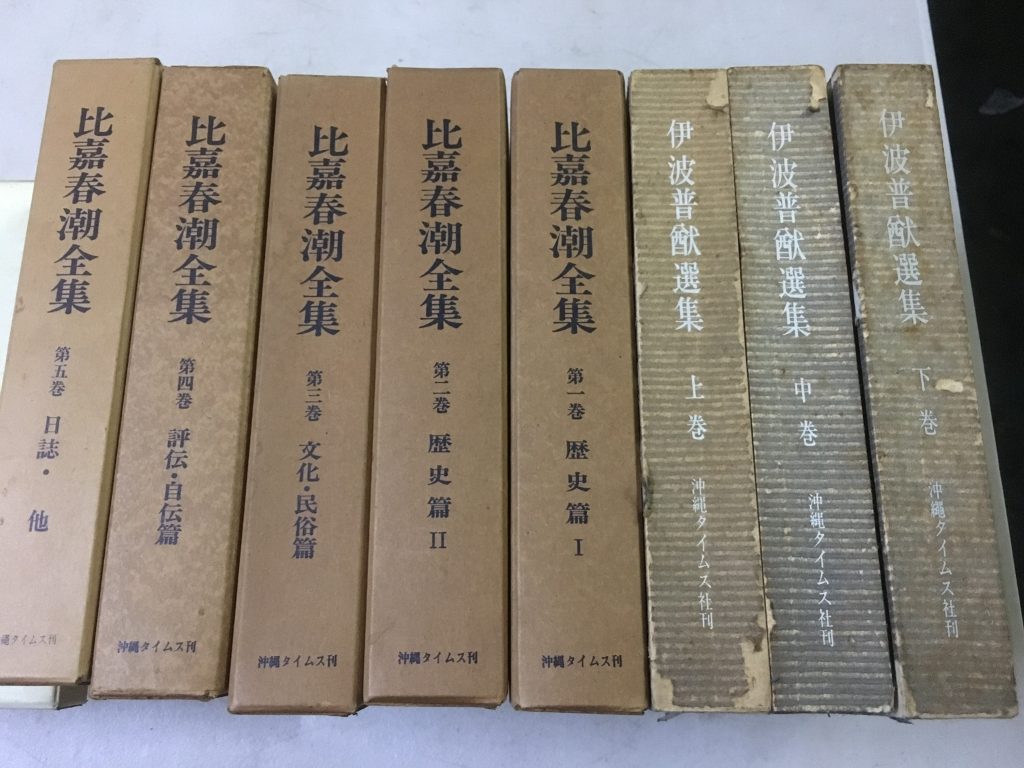 比嘉春潮全集 第五巻 日誌・他
縄タイムス刊
比嘉春潮全集 第四巻 評伝・自伝篇
沖縄タイムス刊
比嘉春潮全集 第三巻 文化・民俗篇
沖縄タイムス刊
比嘉春潮全集 第二巻 歴史篇 II
沖縄タイムス刊
比嘉春潮全集 第一巻 歴史篇 I
沖縄タイムス刊
伊波普猷選集 上巻
沖縄タイムス社刊
伊波普猷選集 中巻
沖縄タイムス社刊
伊波普猷選集 下巻
沖縄タイムス社刊